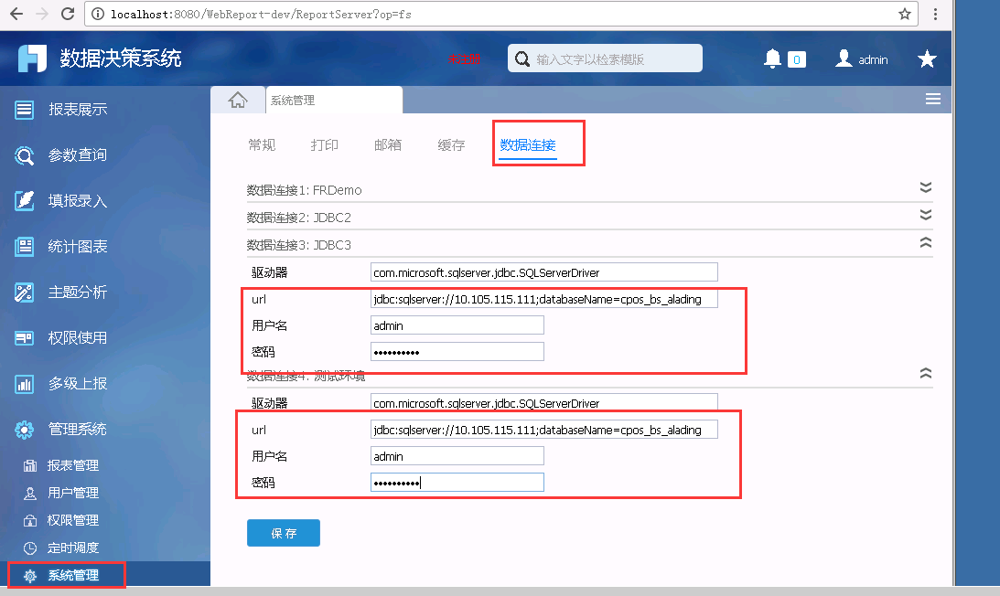 localhost:8080/WebReport-dev/ReportServer?op=fs
数据决策系统
输入文字以检索模版
0
admin
报表展示
参数查询
填报录入
统计图表
主题分析
权限使用
多级上报
管理系统
报表管理
用户管理
权限管理
定时调度
系统管理
系统管理
常规 打印 邮箱 缓存 数据连接
数据连接1: FRDemo
数据连接2: JDBC2
数据连接3: JDBC3
驱动器 com.microsoft.sqlserver.jdbc.SQLServerDriver
url jdbc:sqlserver://10.105.115.111;databaseName=cpos_bs_alading
用户名 admin
密码 ••••••••••
数据连接4: 测试环境
驱动器 com.microsoft.sqlserver.jdbc.SQLServerDriver
url jdbc:sqlserver://10.105.115.111;databaseName=cpos_bs_alading
用户名 admin
密码 ••••••••••
保存